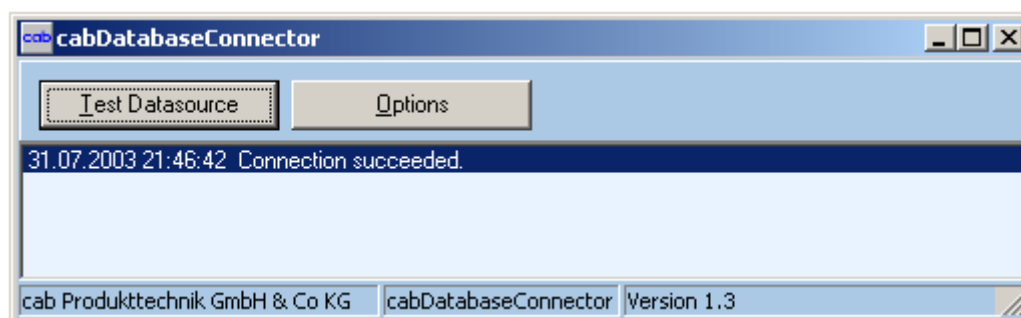 cab cabDatabaseConnector
Test Datasource Options
31.07.2003 21:46:42 Connection succeeded.
cab Produkttechnik GmbH & Co KG cabDatabaseConnector Version 1.3